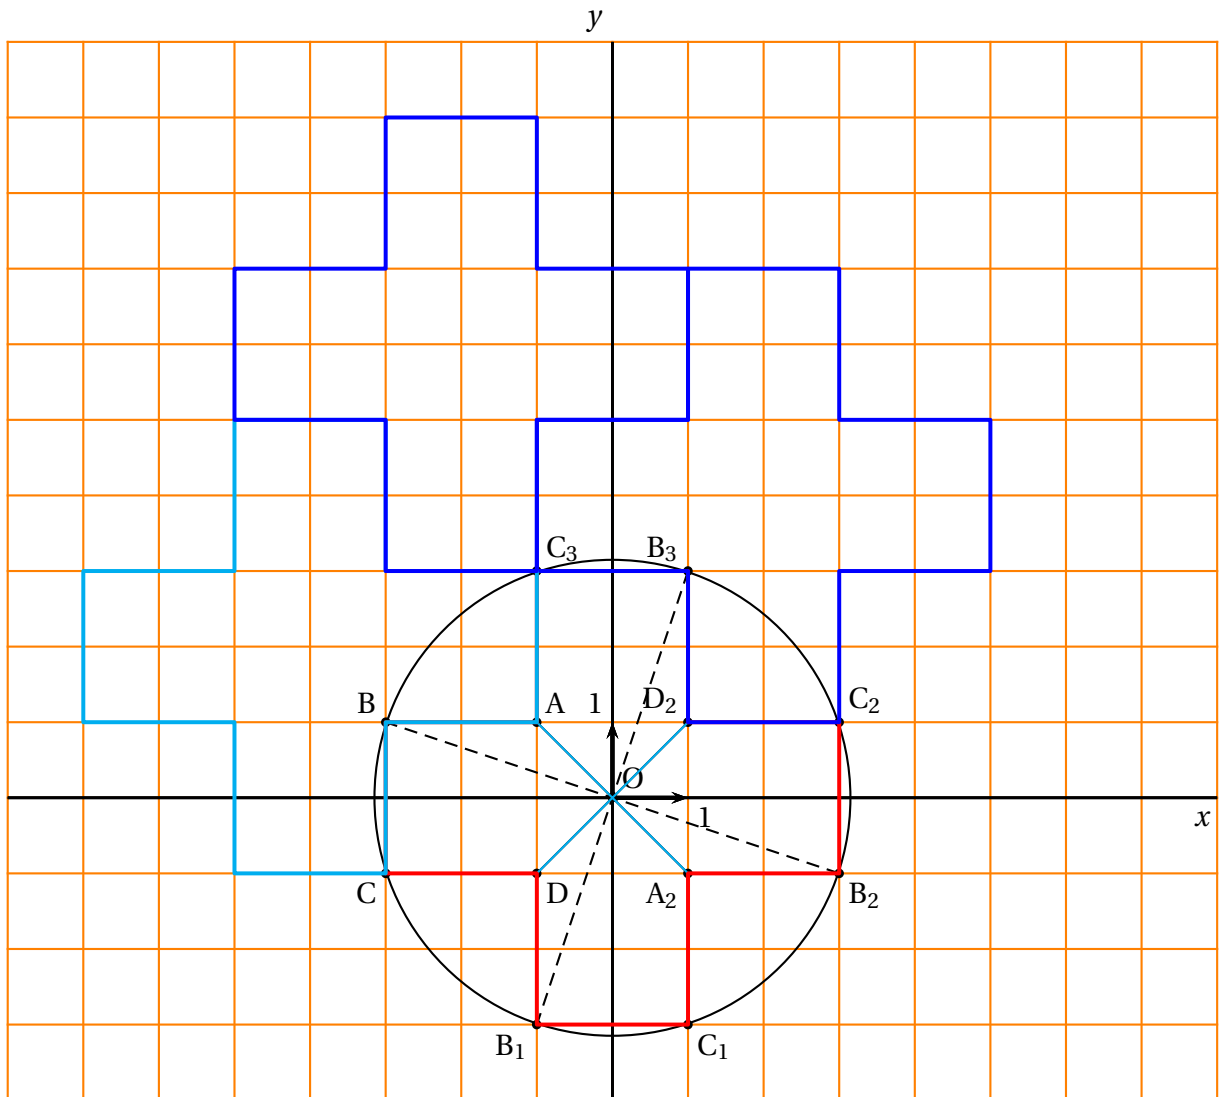 y
C₃ B₃
B A 1 D₂ C₂
O
1 x
C D A₂ B₂
B₁ C₁